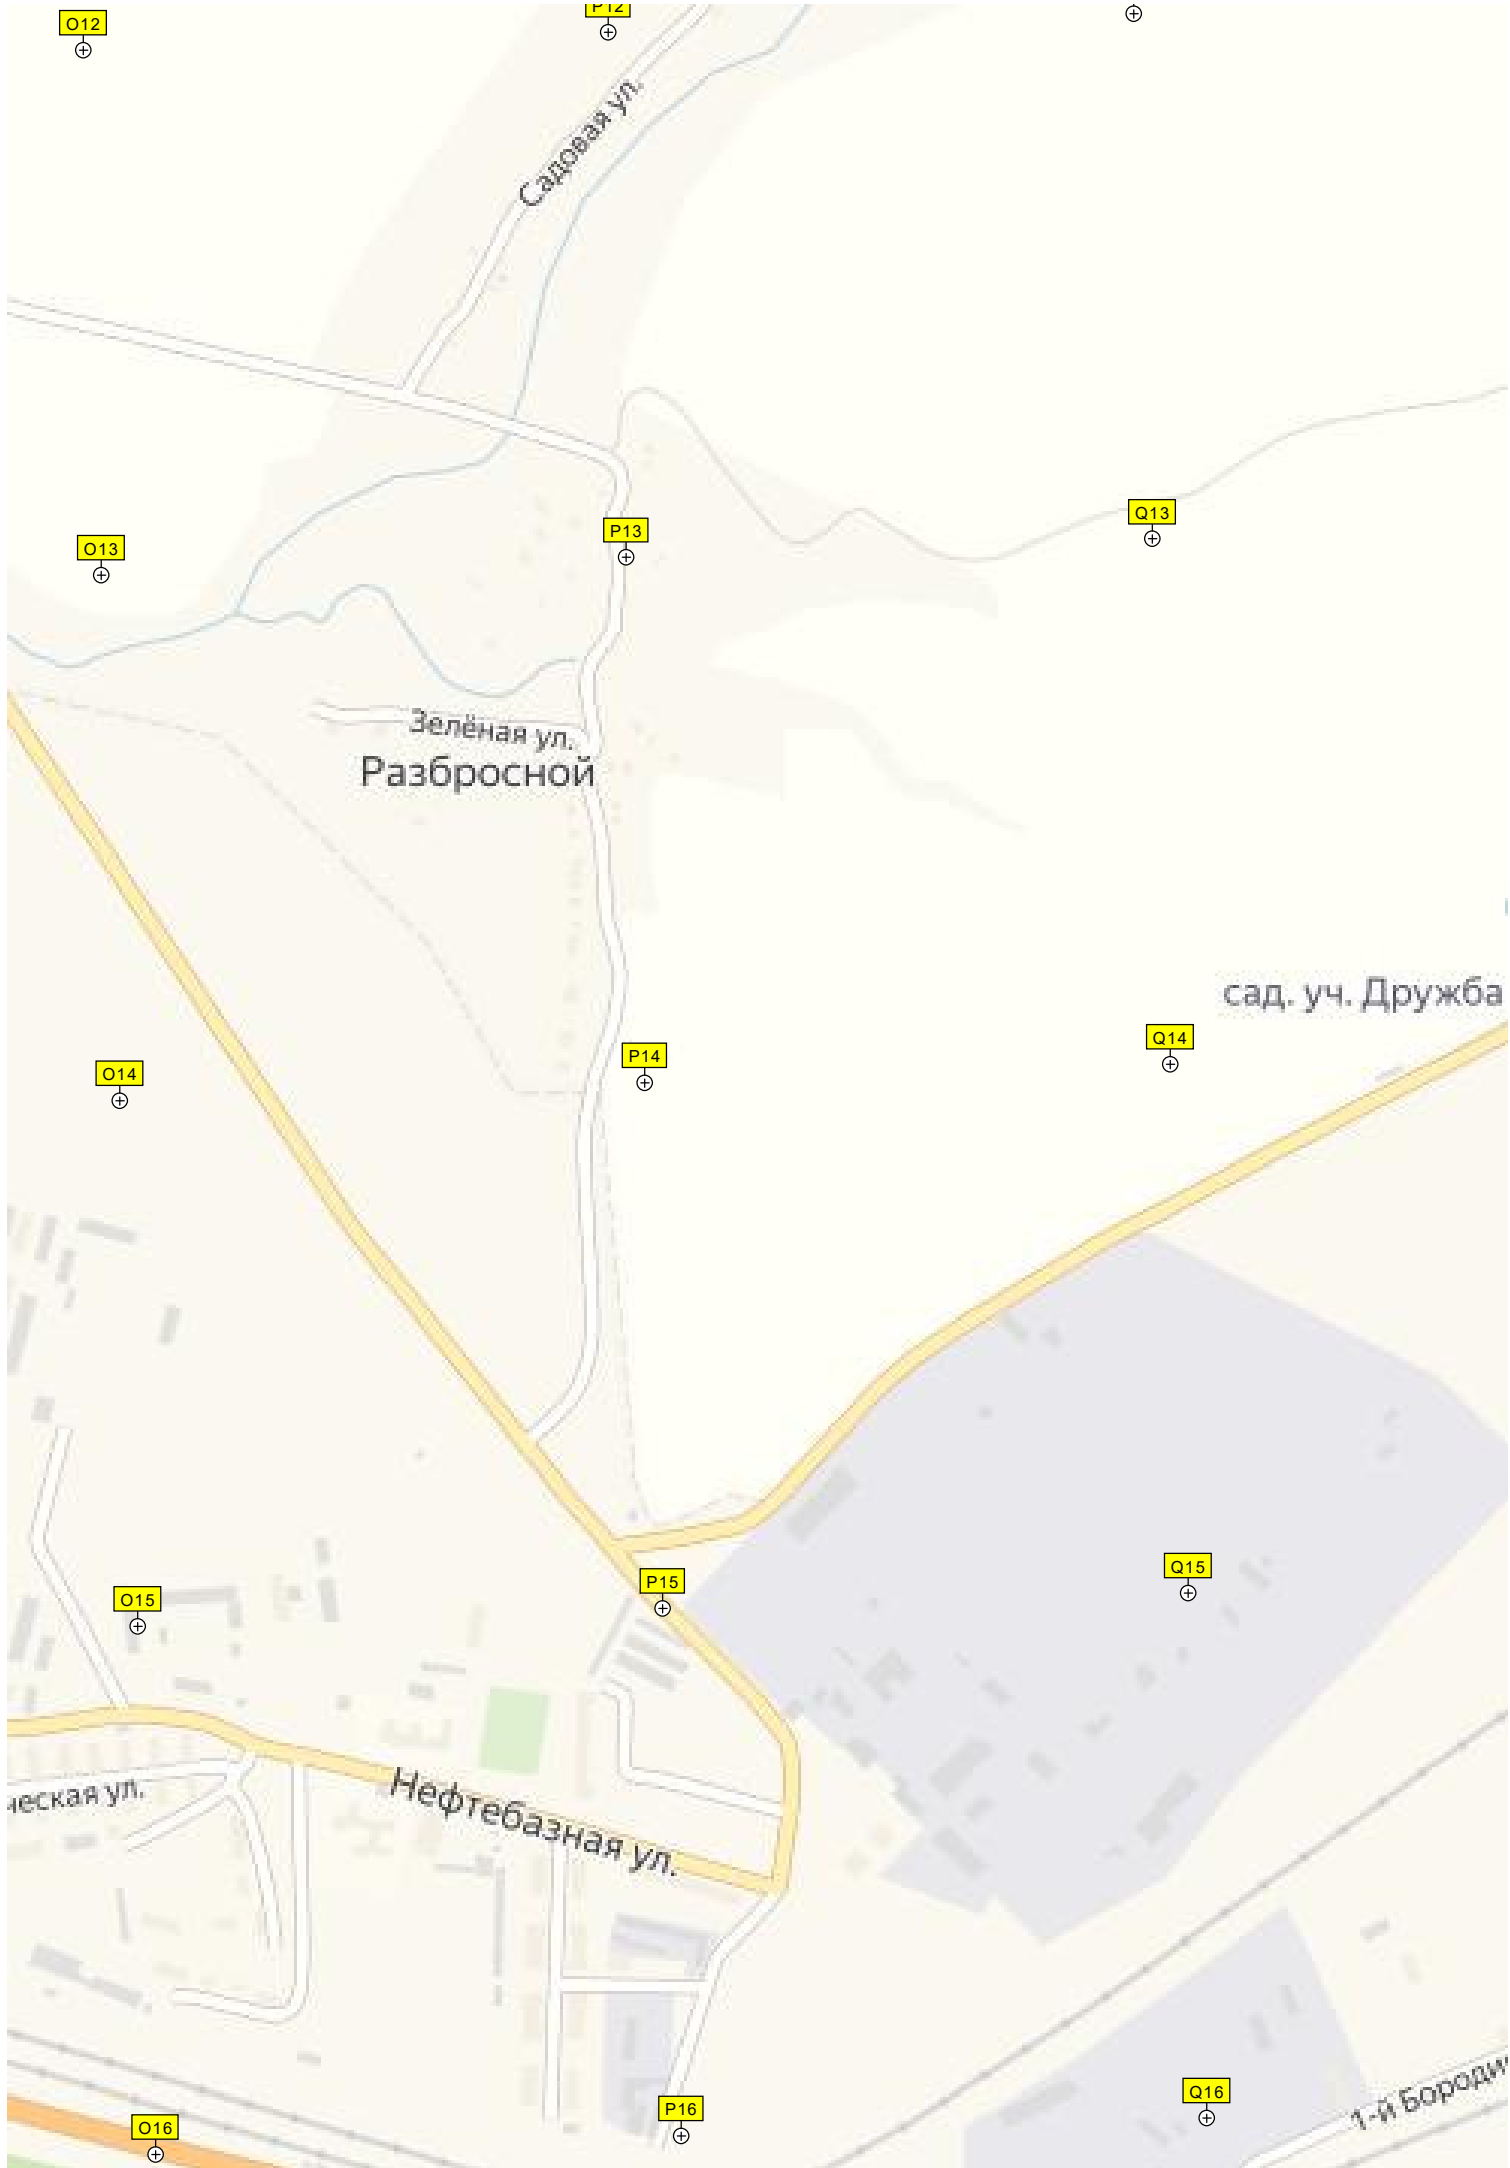 O12
P12
Садовая ул.
Q13
P13
O13
Зелёная ул.
Разбросной
сад. уч. Дружба
Q14
P14
O14
Q15
P15
O15
Нефтебазная ул.
ческая ул.
1-й Бороди
Q16
P16
O16